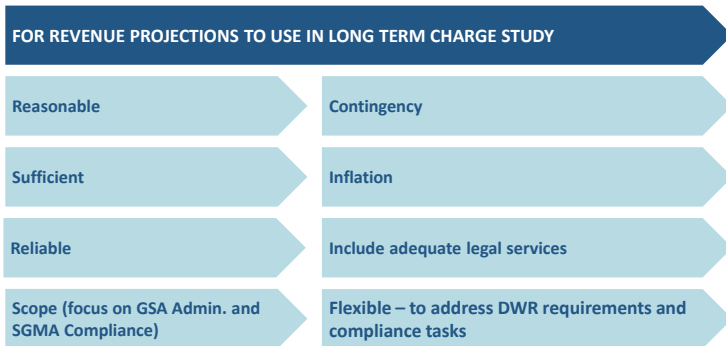 FOR REVENUE PROJECTIONS TO USE IN LONG TERM CHARGE STUDY
Reasonable
Contingency
Sufficient
Inflation
Reliable
Include adequate legal services
Scope (focus on GSA Admin. and
SGMA Compliance)
Flexible – to address DWR requirements and
compliance tasks